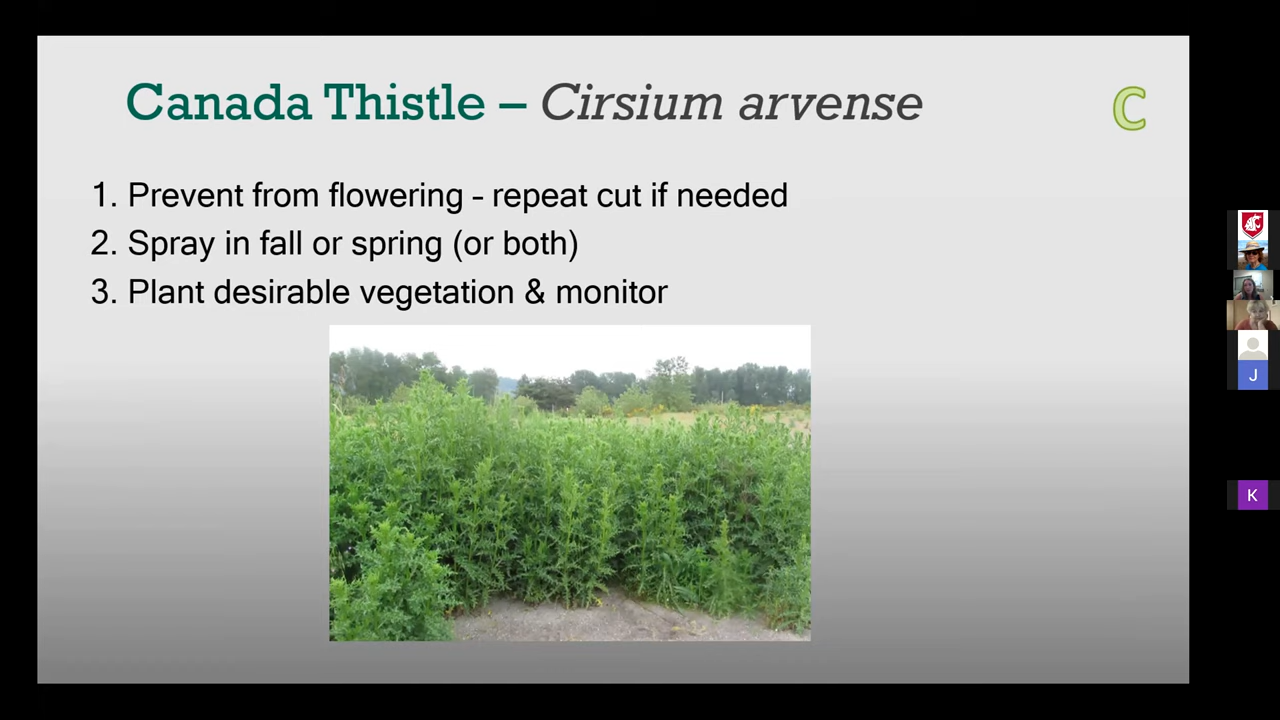 Canada Thistle – Cirsium arvense
C
1. Prevent from flowering - repeat cut if needed
2. Spray in fall or spring (or both)
3. Plant desirable vegetation & monitor
J
K